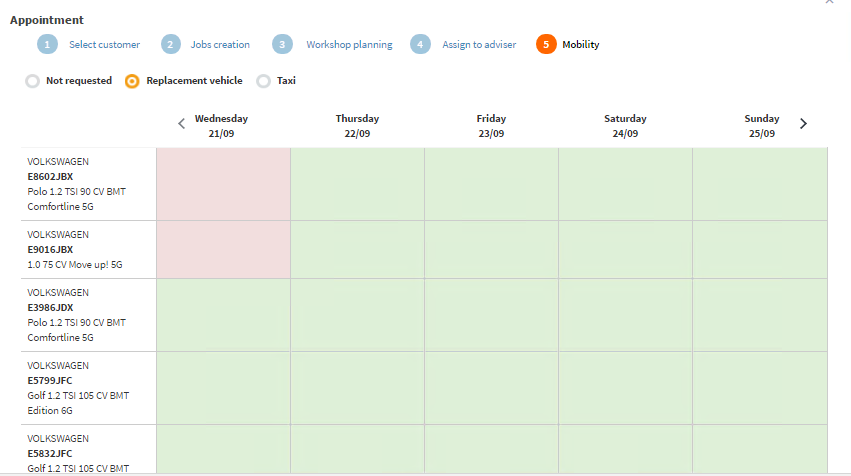 Appointment
1 Select customer 2 Jobs creation 3 Workshop planning 4 Assign to adviser 5 Mobility
Not requested Replacement vehicle Taxi
Wednesday Thursday Friday Saturday Sunday
21/09 22/09 23/09 24/09 25/09
VOLKSWAGEN
E8602JBX
Polo 1.2 TSI 90 CV BMT
Comfortline 5G
VOLKSWAGEN
E9016JBX
1.0 75 CV Move up! 5G
VOLKSWAGEN
E3986JDX
Polo 1.2 TSI 90 CV BMT
Comfortline 5G
VOLKSWAGEN
E5799JFC
Golf 1.2 TSI 105 CV BMT
Edition 6G
VOLKSWAGEN
E5832JFC
Golf 1.2 TSI 105 CV BMT